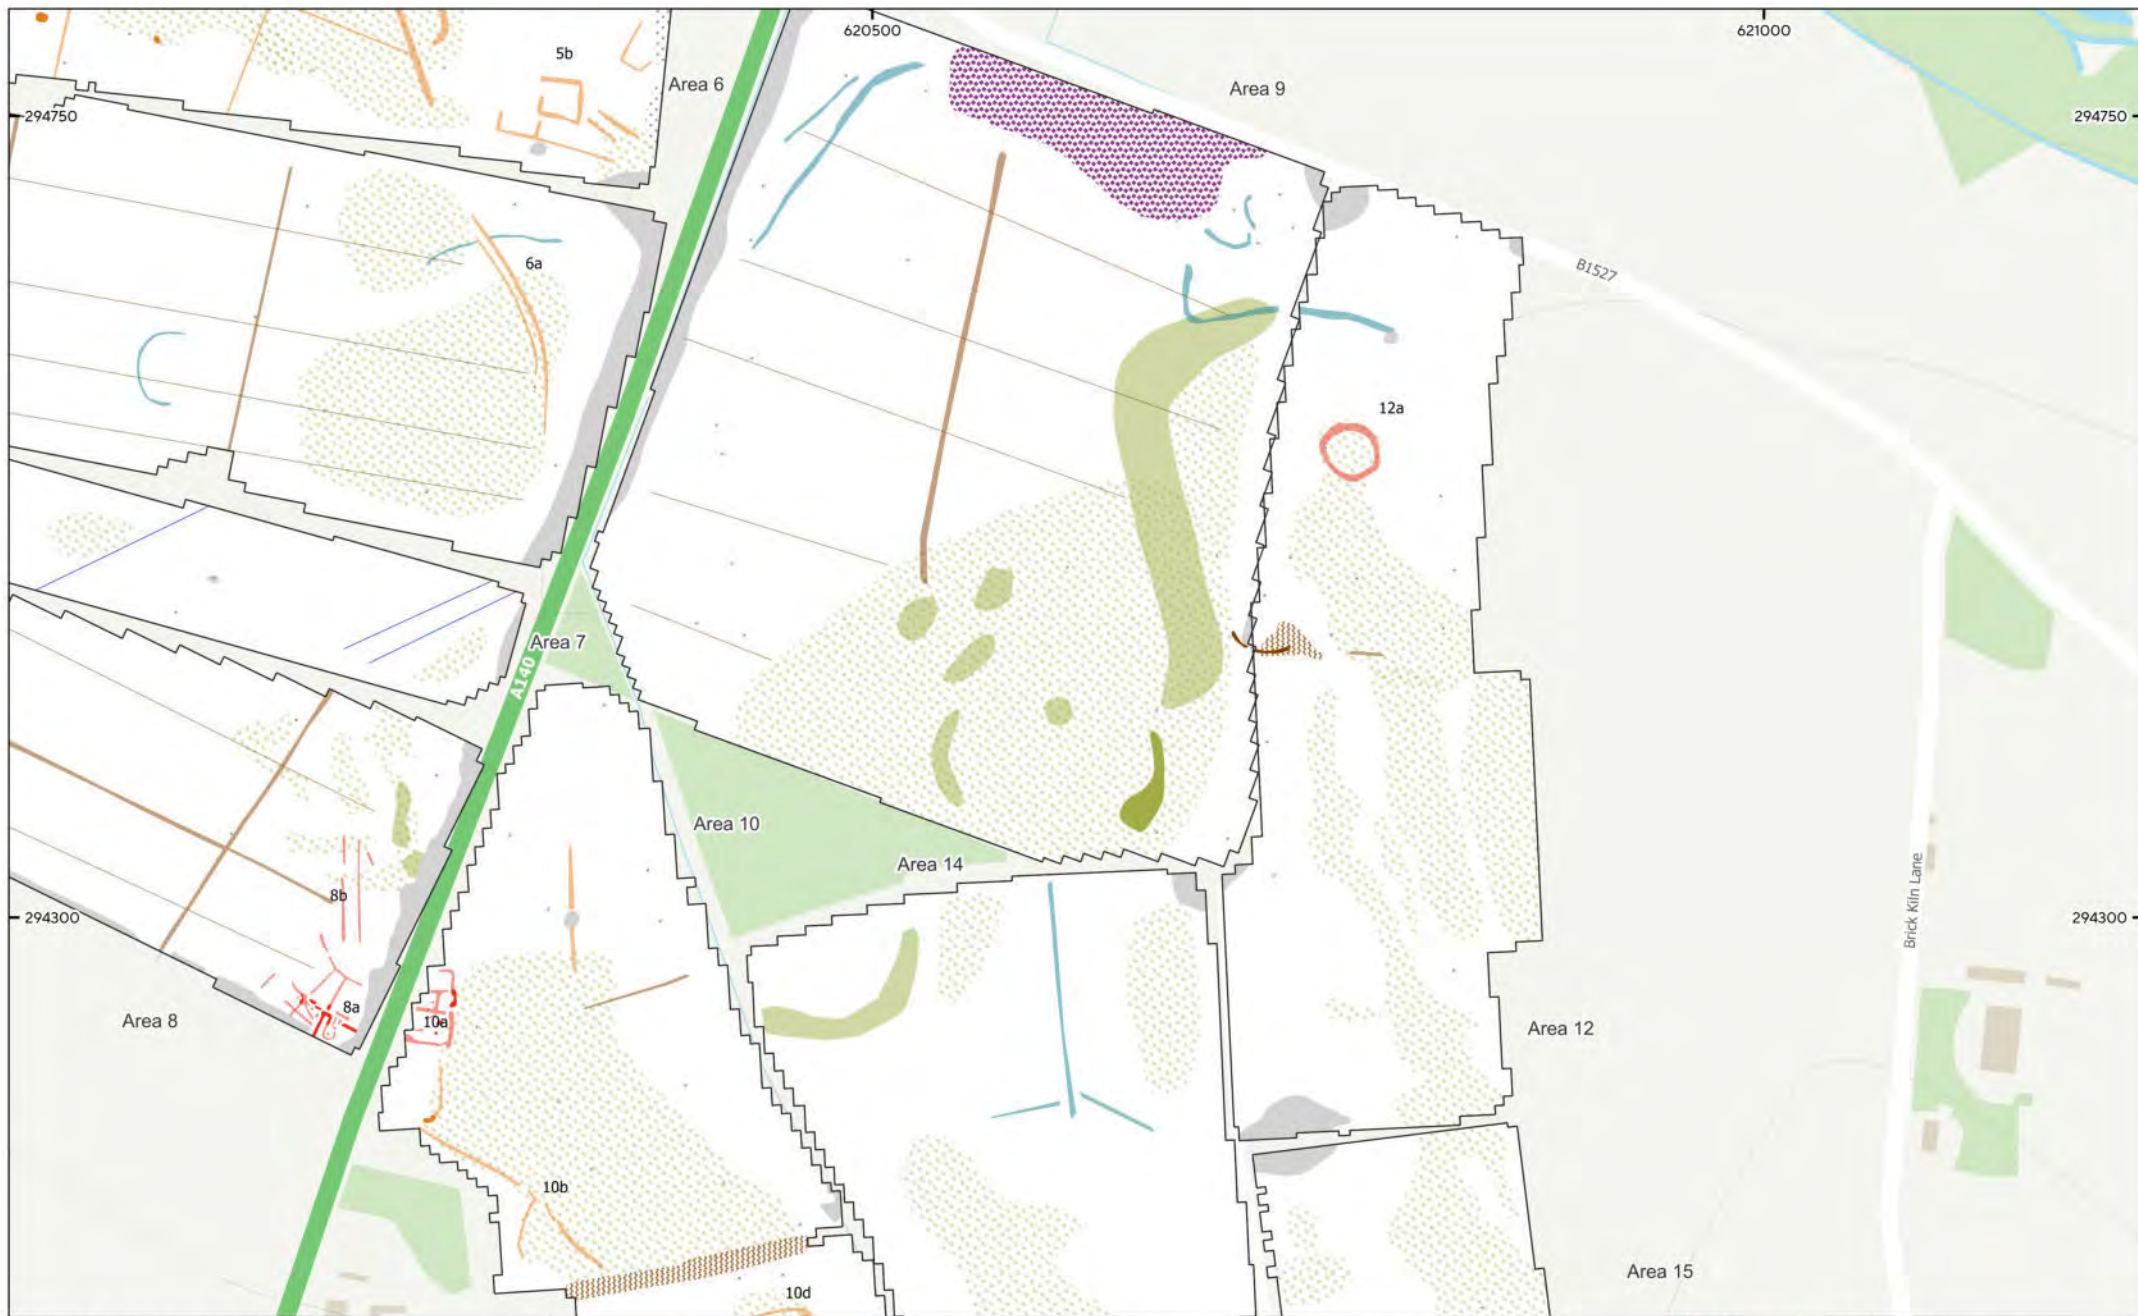 620500
621000
5b
Area 6
Area 9
294750
294750
6a
B1527
12a
Area 7
A140
Area 10
Area 14
8b
294300
294300
Brick Kiln Lane
8a
10a
Area 8
Area 12
10b
Area 15
10d